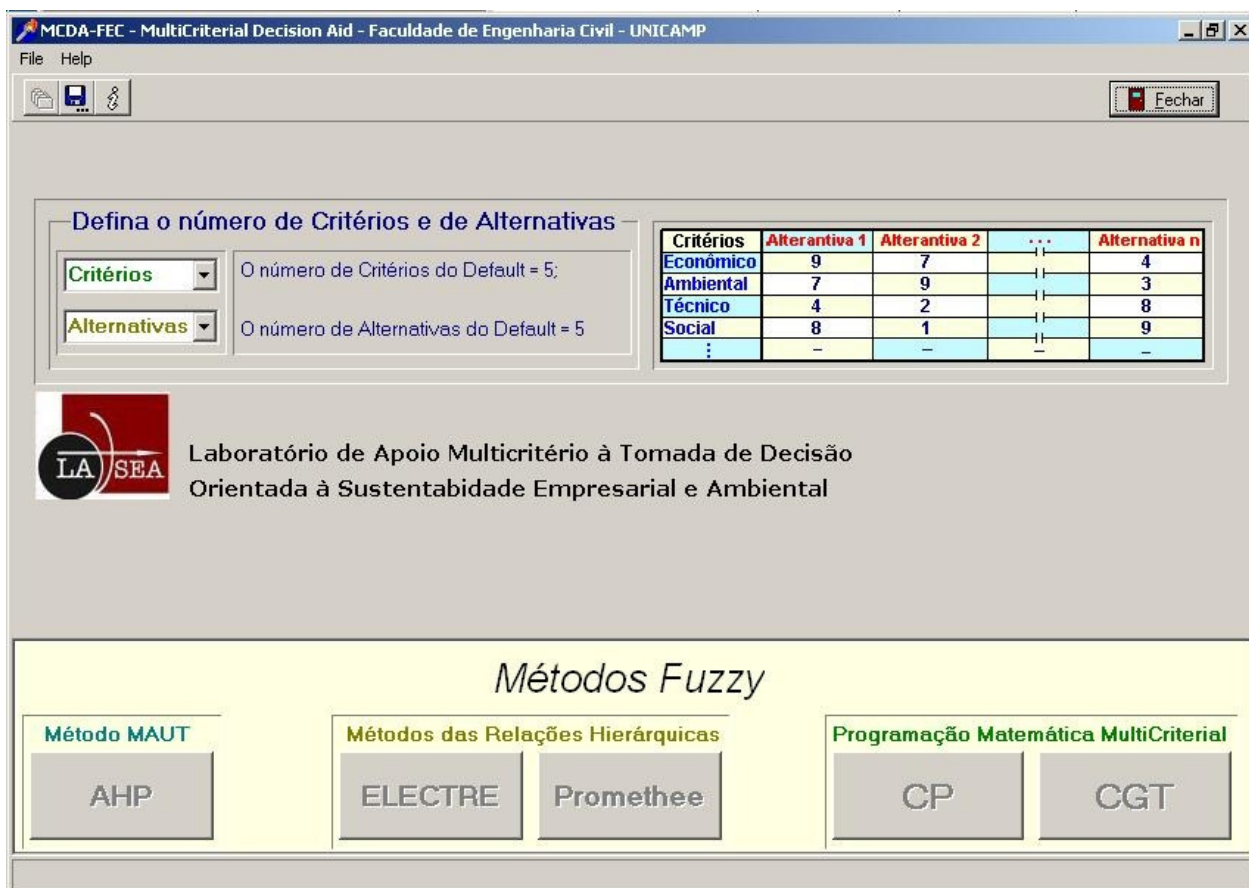 MCDA-FEC - MultiCriterial Decision Aid - Faculdade de Engenharia Civil - UNICAMP
File Help
Fechar
Defina o número de Critérios e de Alternativas
Critérios
O número de Critérios do Default = 5;
Alternativas
O número de Alternativas do Default = 5
Critérios Alterantiva 1 Alterantiva 2 ... Alternativa n
Econômico 9 7 4
Ambiental 7 9 3
Técnico 4 2 8
Social 8 1 9
⋮ – – – –
LA SEA
Laboratório de Apoio Multicritério à Tomada de Decisão
Orientada à Sustentabidade Empresarial e Ambiental
Métodos Fuzzy
Método MAUT
AHP
Métodos das Relações Hierárquicas
ELECTRE Promethee
Programação Matemática MultiCriterial
CP CGT